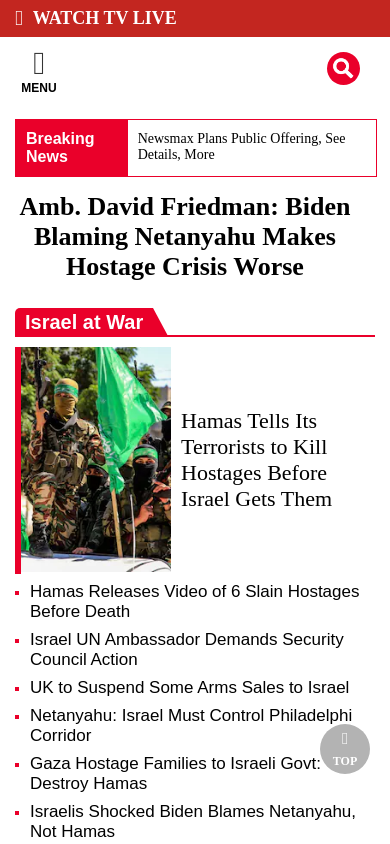 WATCH TV LIVE
MENU
Breaking
News
Newsmax Plans Public Offering, See
Details, More
Amb. David Friedman: Biden
Blaming Netanyahu Makes
Hostage Crisis Worse
Israel at War
Hamas Tells Its
Terrorists to Kill
Hostages Before
Israel Gets Them
Hamas Releases Video of 6 Slain Hostages
Before Death
Israel UN Ambassador Demands Security
Council Action
UK to Suspend Some Arms Sales to Israel
Netanyahu: Israel Must Control Philadelphi
Corridor
Gaza Hostage Families to Israeli Govt:
Destroy Hamas
TOP
Israelis Shocked Biden Blames Netanyahu,
Not Hamas